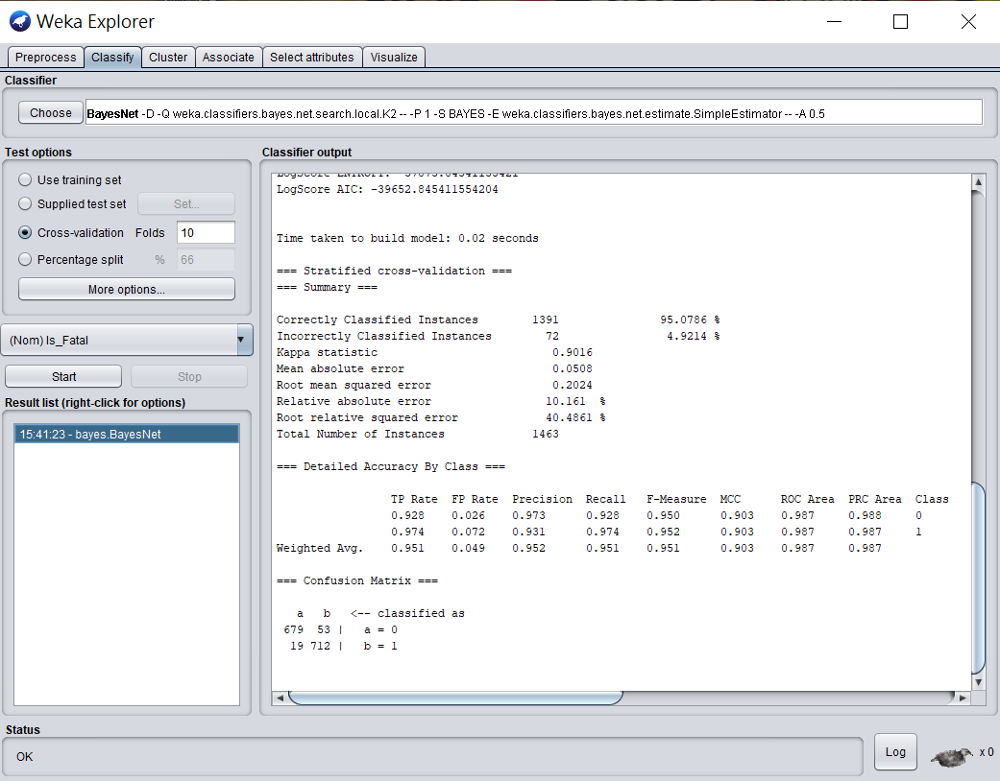 Weka Explorer
Preprocess Classify Cluster Associate Select attributes Visualize
Classifier
Choose BayesNet -D -Q weka.classifiers.bayes.net.search.local.K2 -- -P 1 -S BAYES -E weka.classifiers.bayes.net.estimate.SimpleEstimator -- -A 0.5
Test options
Use training set
Supplied test set Set...
Cross-validation Folds 10
Percentage split % 66
More options...
(Nom) Is_Fatal
Start Stop
Result list (right-click for options)
15:41:23 - bayes.BayesNet
Classifier output
LogScore AIC: -39652.845411554204
Time taken to build model: 0.02 seconds
=== Stratified cross-validation ===
=== Summary ===
Correctly Classified Instances 1391 95.0786 %
Incorrectly Classified Instances 72 4.9214 %
Kappa statistic 0.9016
Mean absolute error 0.0508
Root mean squared error 0.2024
Relative absolute error 10.161 %
Root relative squared error 40.4861 %
Total Number of Instances 1463
=== Detailed Accuracy By Class ===
TP Rate FP Rate Precision Recall F-Measure MCC ROC Area PRC Area Class
0.928 0.026 0.973 0.928 0.950 0.903 0.987 0.988 0
0.974 0.072 0.931 0.974 0.952 0.903 0.987 0.987 1
Weighted Avg. 0.951 0.049 0.952 0.951 0.951 0.903 0.987 0.987
=== Confusion Matrix ===
a b <-- classified as
679 53 | a = 0
19 712 | b = 1
Status
OK
Log x 0